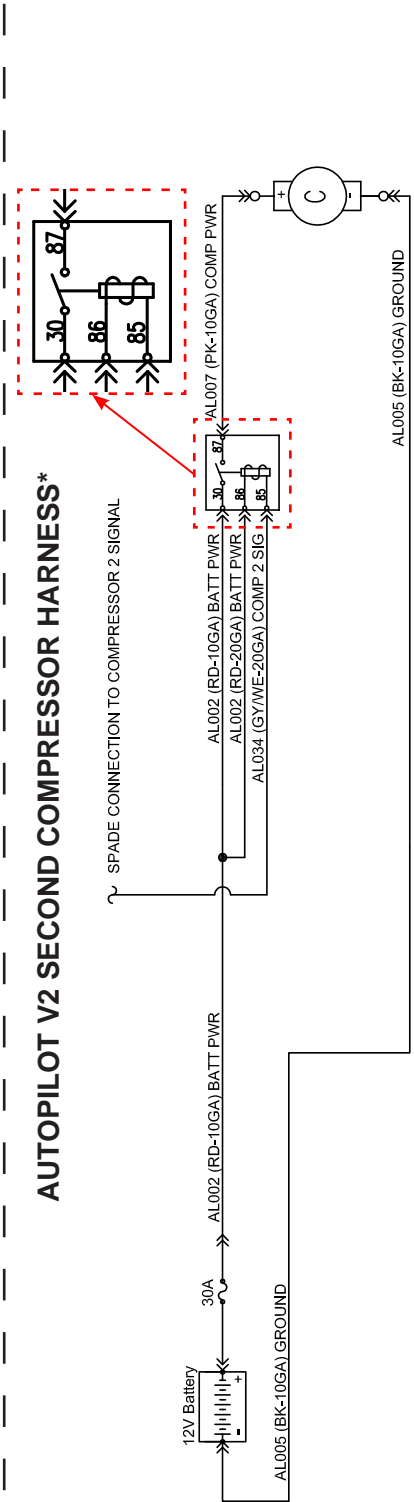 AUTOPILOT V2 SECOND COMPRESSOR HARNESS*
30
87
86
85
SPADE CONNECTION TO COMPRESSOR 2 SIGNAL
12V Battery
- +
30A
AL002 (RD-10GA) BATT PWR
AL002 (RD-10GA) BATT PWR
AL002 (RD-20GA) BATT PWR
AL034 (GY/WE-20GA) COMP 2 SIG
30
87
86
85
AL007 (PK-10GA) COMP PWR
+
C
-
AL005 (BK-10GA) GROUND
AL005 (BK-10GA) GROUND